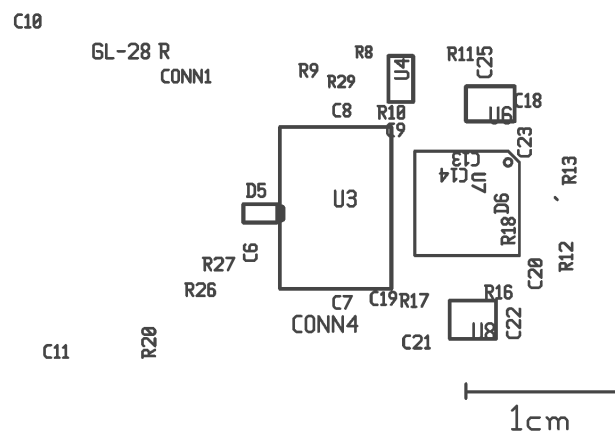 C10
GL-28 R
CONN1
R8
R9
R29
U4
R11
C25
C8
R10
C9
U6
C18
C23
C13
C14
U7
R13
D5
U3
D6
R18
C6
R27
R26
R12
C20
C7
C19
R17
R16
CONN4
U8
C22
C21
C11
R20
1cm